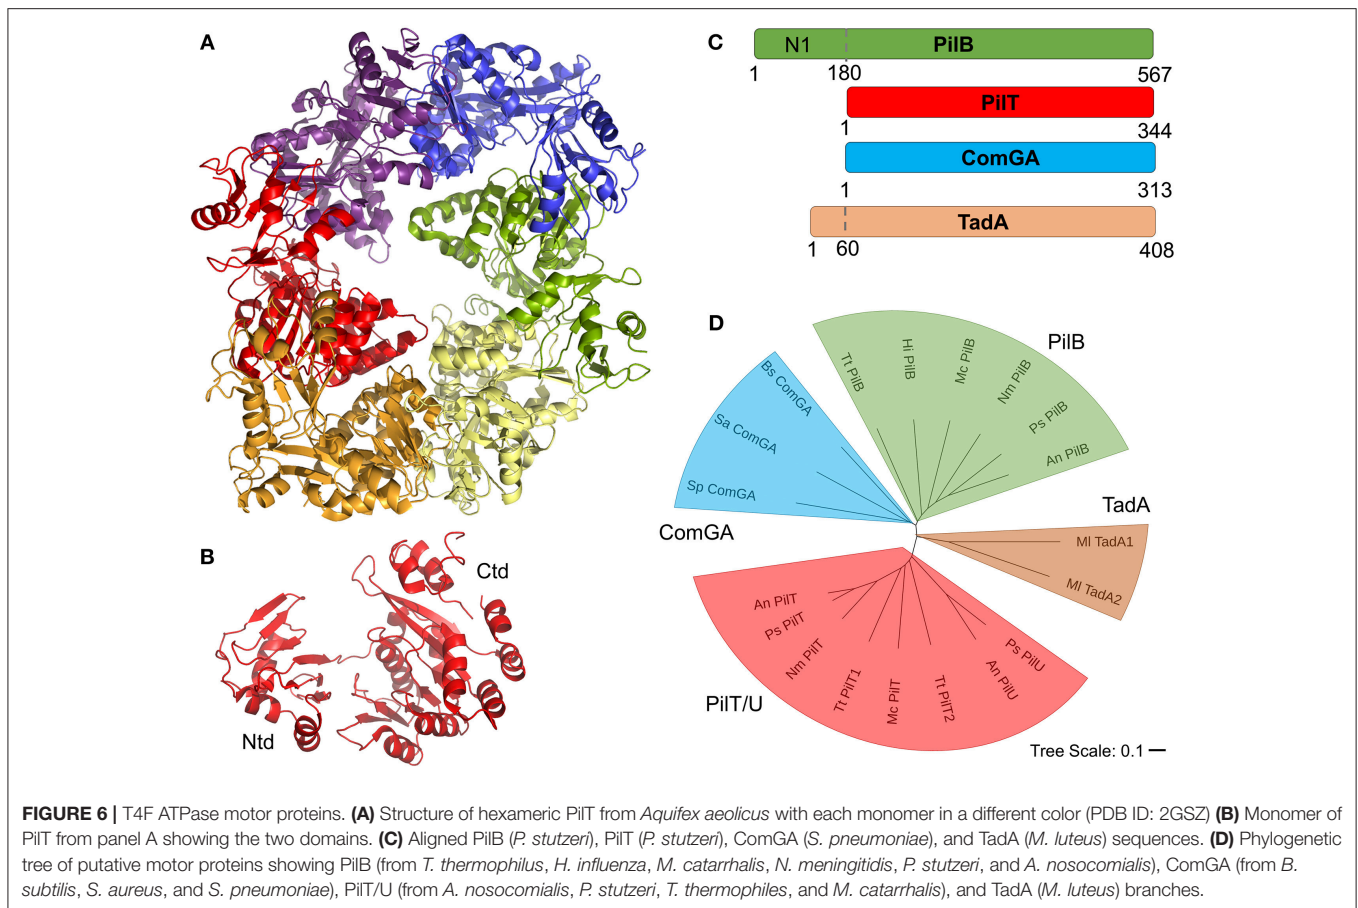 A
B
Ctd
Ntd
C
N1
PilB
1
180
567
PilT
1
344
ComGA
1
313
TadA
1
60
408
D
PilB
Tt PilB
Hi PilB
Mc PilB
Nm PilB
Ps PilB
An PilB
Bs ComGA
Sa ComGA
Sp ComGA
ComGA
TadA
Ml TadA1
Ml TadA2
An PilT
Ps PilT
Nm PilT
Tt PilT1
Mc PilT
Tt PilT2
An PilU
Ps PilU
PilT/U
Tree Scale: 0.1
FIGURE 6 | T4F ATPase motor proteins. (A) Structure of hexameric PilT from Aquifex aeolicus with each monomer in a different color (PDB ID: 2GSZ) (B) Monomer of
PilT from panel A showing the two domains. (C) Aligned PilB (P. stutzeri), PilT (P. stutzeri), ComGA (S. pneumoniae), and TadA (M. luteus) sequences. (D) Phylogenetic
tree of putative motor proteins showing PilB (from T. thermophilus, H. influenza, M. catarrhalis, N. meningitidis, P. stutzeri, and A. nosocomialis), ComGA (from B.
subtilis, S. aureus, and S. pneumoniae), PilT/U (from A. nosocomialis, P. stutzeri, T. thermophiles, and M. catarrhalis), and TadA (M. luteus) branches.